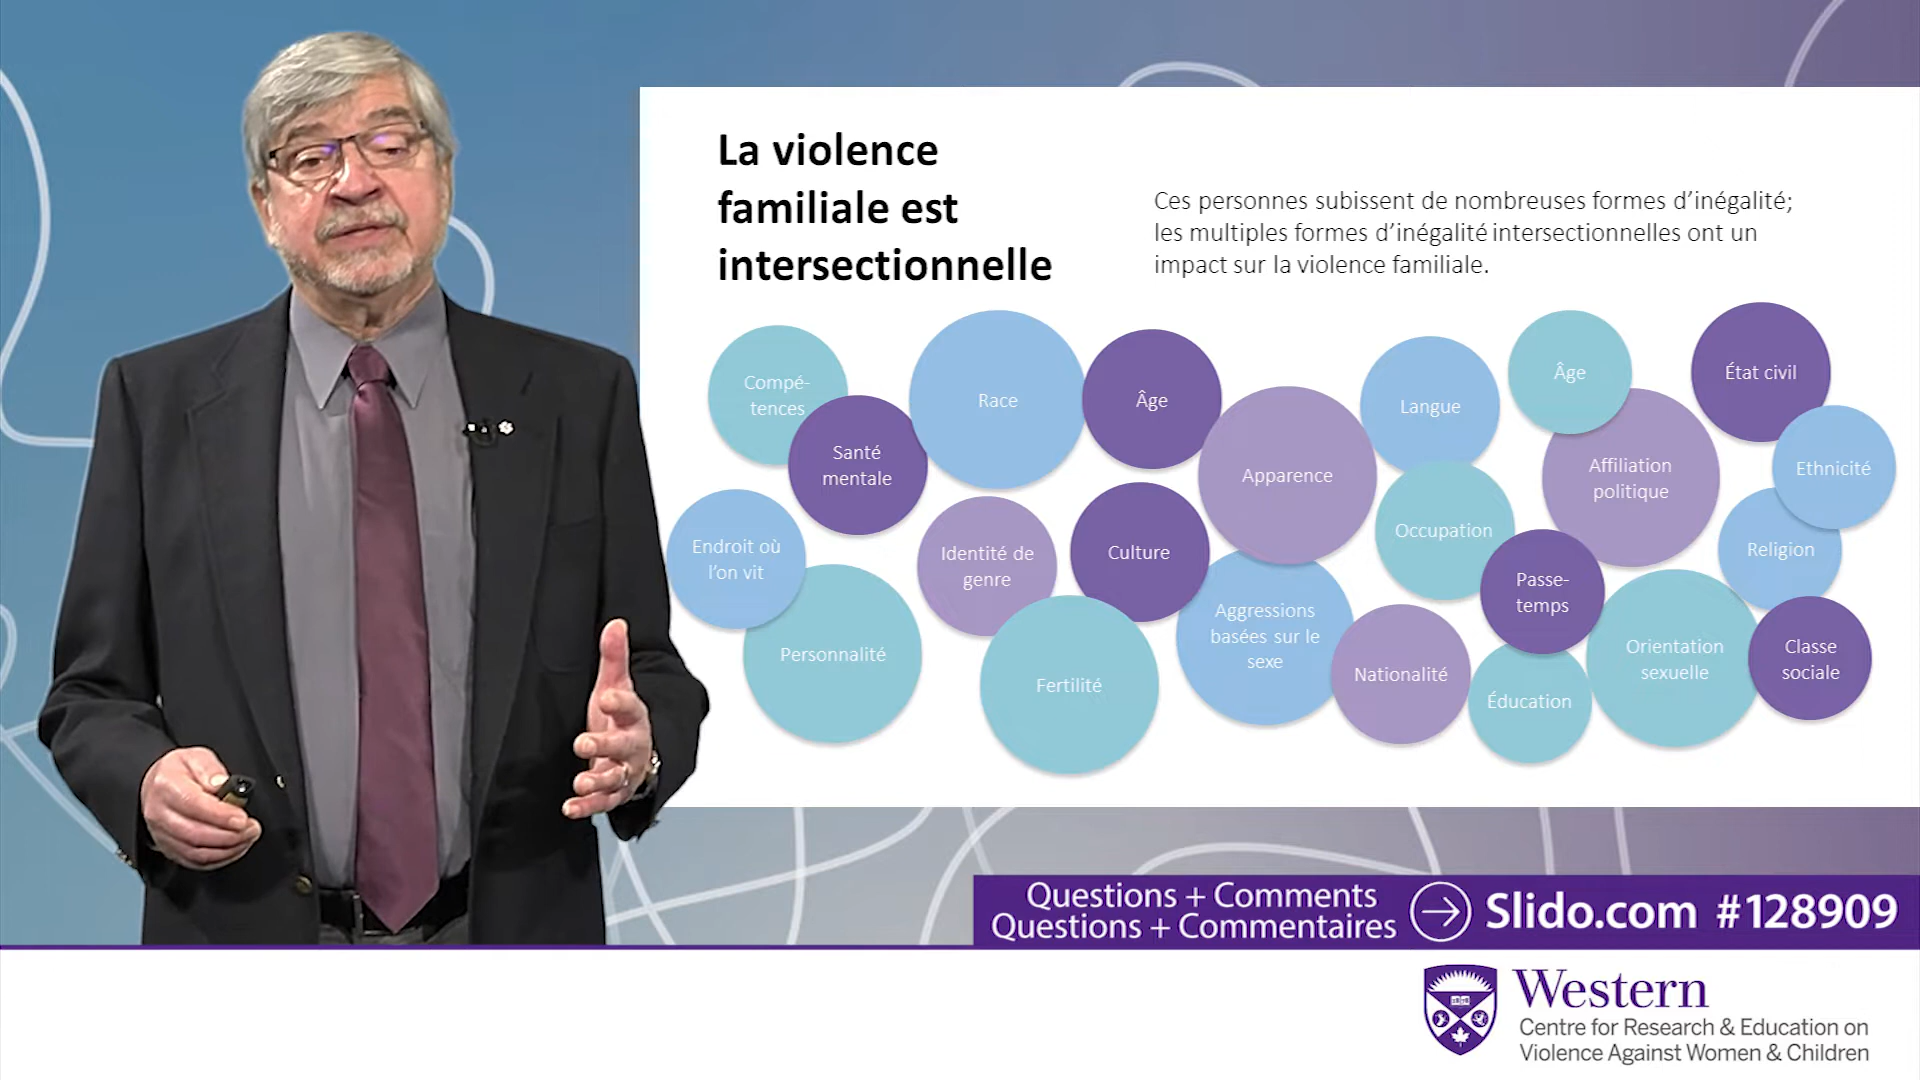 La violence
familiale est
intersectionnelle
Ces personnes subissent de nombreuses formes d'inégalité;
les multiples formes d'inégalité intersectionnelles ont un
impact sur la violence familiale.
Compé-
tences
Santé
mentale
Race
Âge
Apparence
Langue
Âge
Affiliation
politique
État civil
Ethnicité
Endroit où
l'on vit
Personnalité
Identité de
genre
Culture
Fertilité
Aggressions
basées sur le
sexe
Nationalité
Occupation
Passe-
temps
Éducation
Orientation
sexuelle
Religion
Classe
sociale
Questions + Comments
Questions + Commentaires
Slido.com #128909
Western
Centre for Research & Education on
Violence Against Women & Children